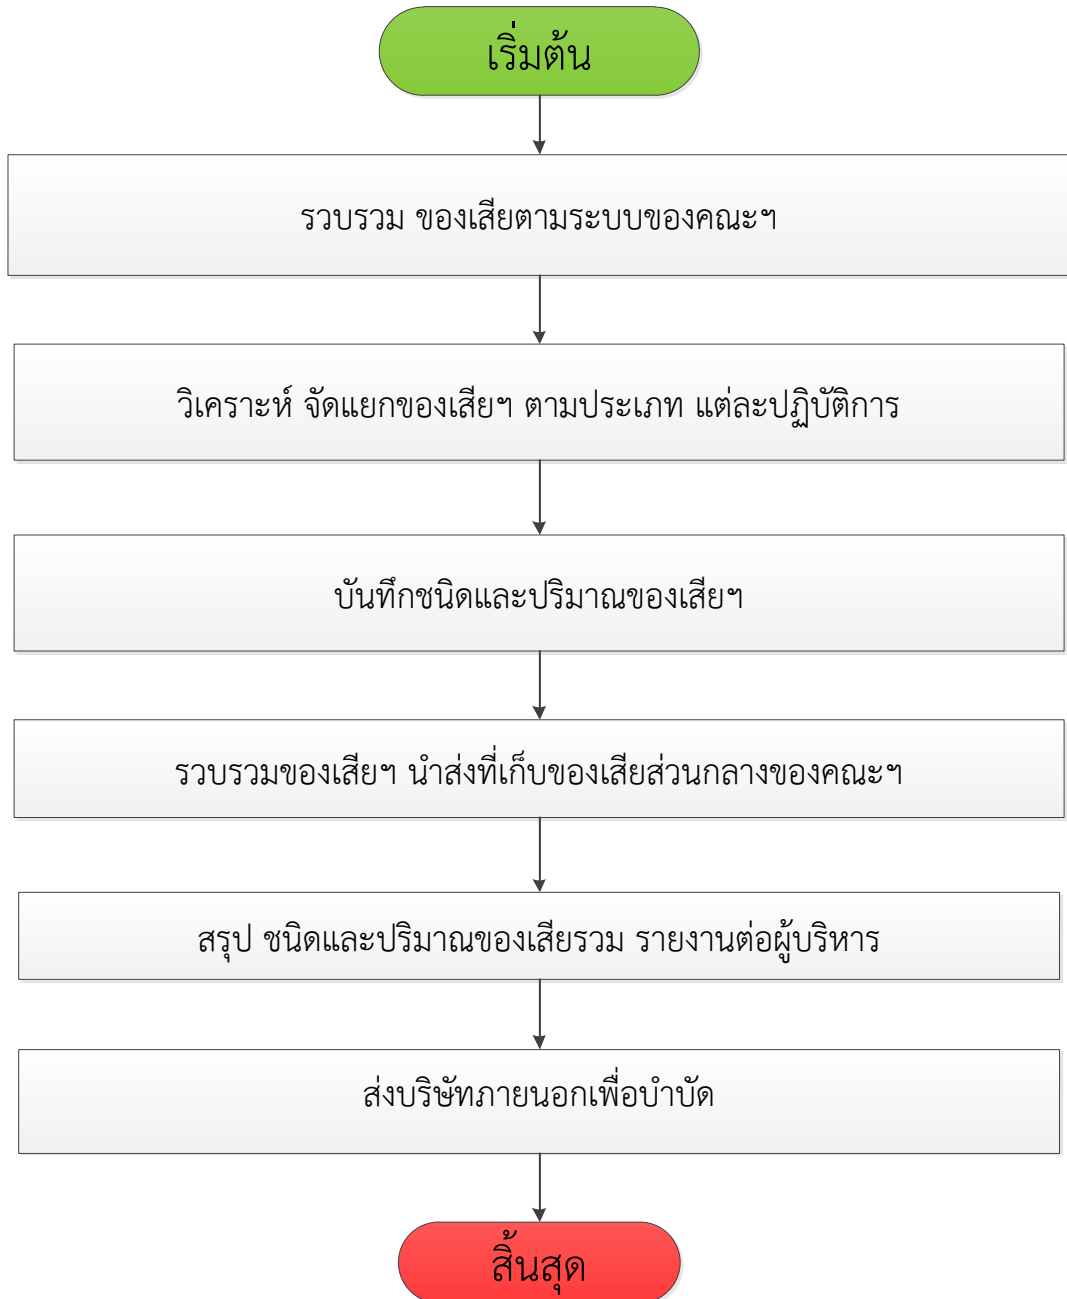 เริ่มต้น
รวบรวม ของเสียตามระบบของคณะฯ
วิเคราะห์ จัดแยกของเสียฯ ตามประเภท แต่ละปฏิบัติการ
บันทึกชนิดและปริมาณของเสียฯ
รวบรวมของเสียฯ นำส่งที่เก็บของเสียส่วนกลางของคณะฯ
สรุป ชนิดและปริมาณของเสียรวม รายงานต่อผู้บริหาร
ส่งบริษัทภายนอกเพื่อบำบัด
สิ้นสุด